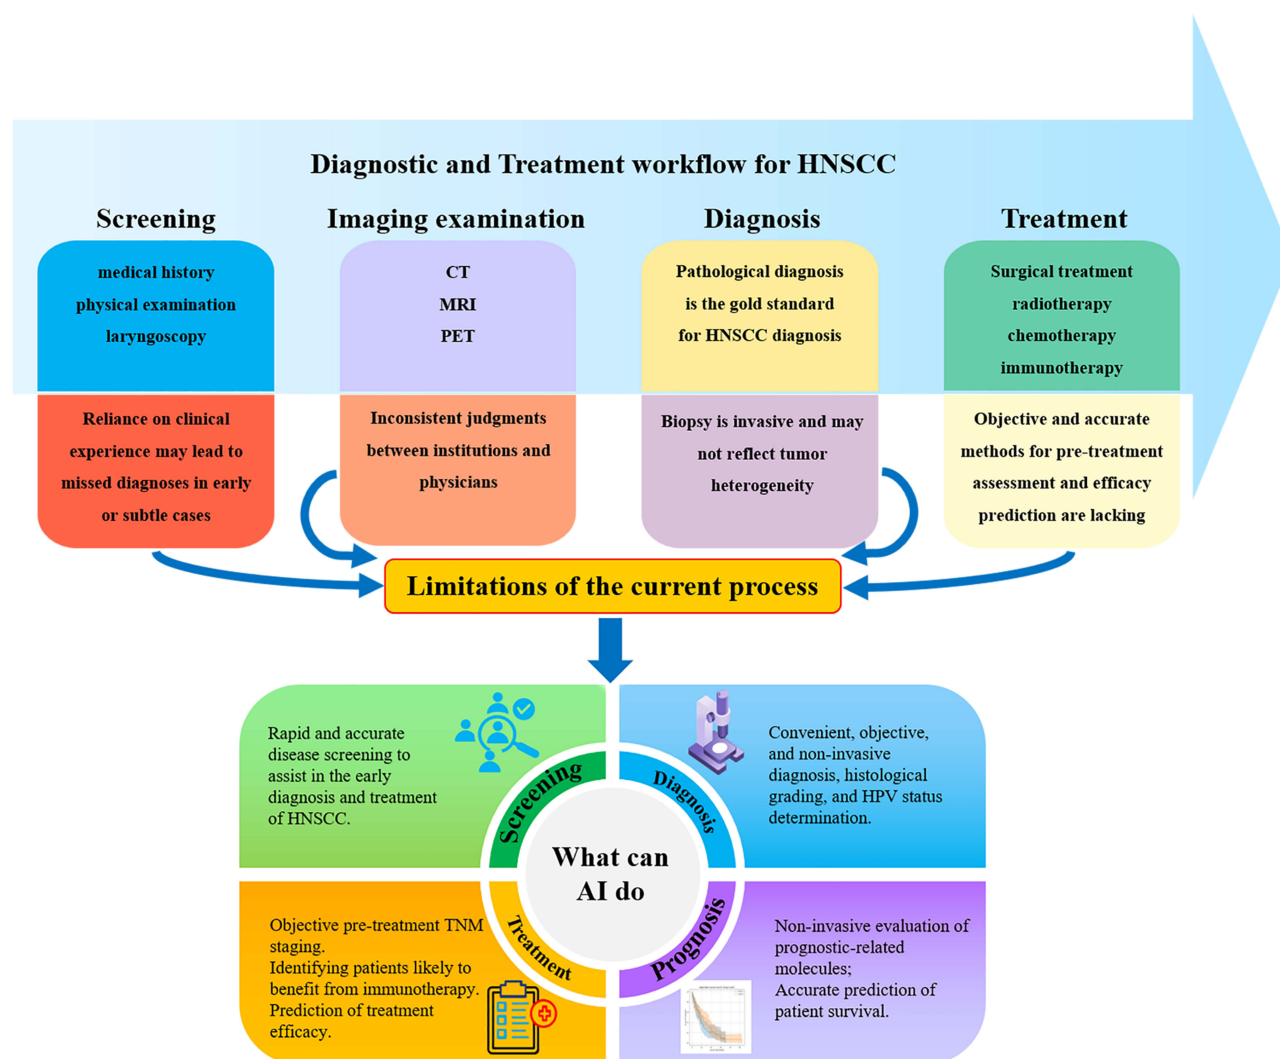 Diagnostic and Treatment workflow for HNSCC
Screening
medical history
physical examination
laryngoscopy
Reliance on clinical
experience may lead to
missed diagnoses in early
or subtle cases
Imaging examination
CT
MRI
PET
Inconsistent judgments
between institutions and
physicians
Diagnosis
Pathological diagnosis
is the gold standard
for HNSCC diagnosis
Biopsy is invasive and may
not reflect tumor
heterogeneity
Treatment
Surgical treatment
radiotherapy
chemotherapy
immunotherapy
Objective and accurate
methods for pre-treatment
assessment and efficacy
prediction are lacking
Limitations of the current process
Rapid and accurate
disease screening to
assist in the early
diagnosis and treatment
of HNSCC.
Screening
Diagnosis
Convenient, objective,
and non-invasive
diagnosis, histological
grading, and HPV status
determination.
What can
AI do
Objective pre-treatment TNM
staging.
Identifying patients likely to
benefit from immunotherapy.
Prediction of treatment
efficacy.
Treatment
Prognosis
Non-invasive evaluation of
prognostic-related
molecules;
Accurate prediction of
patient survival.